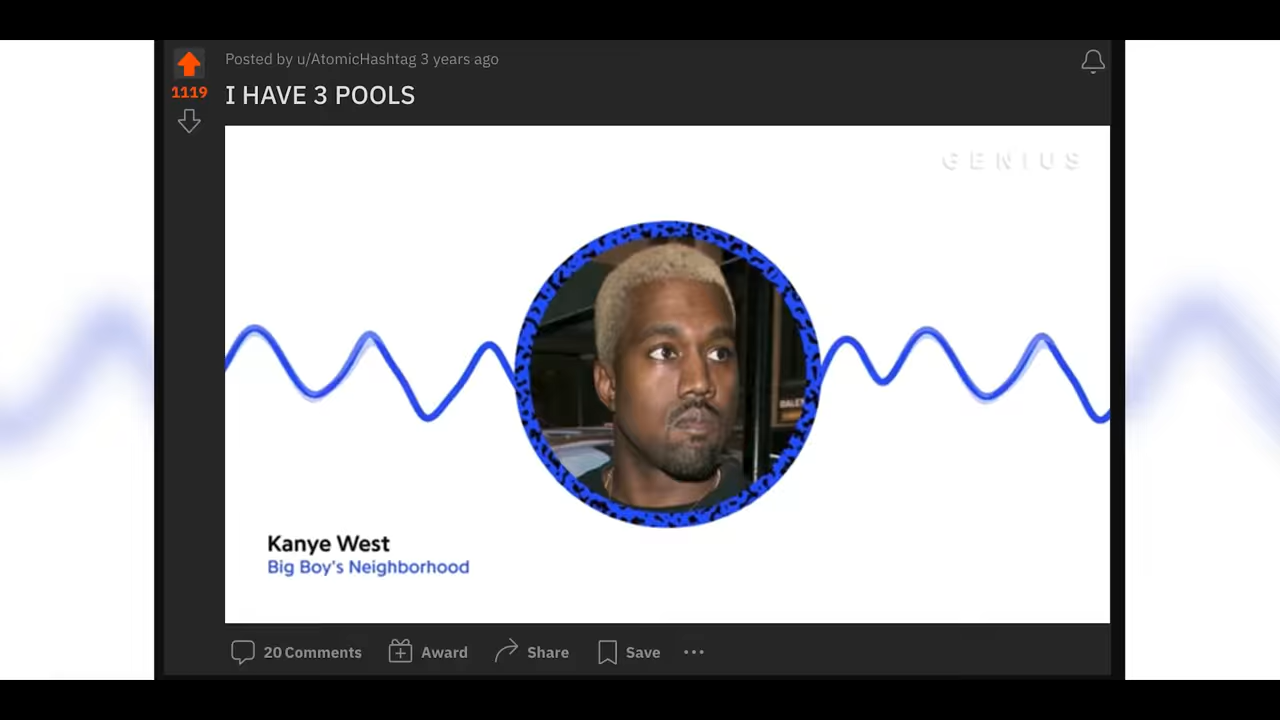 Posted by u/AtomicHashtag 3 years ago
1119
I HAVE 3 POOLS
GENIUS
Kanye West
Big Boy's Neighborhood
20 Comments Award Share Save